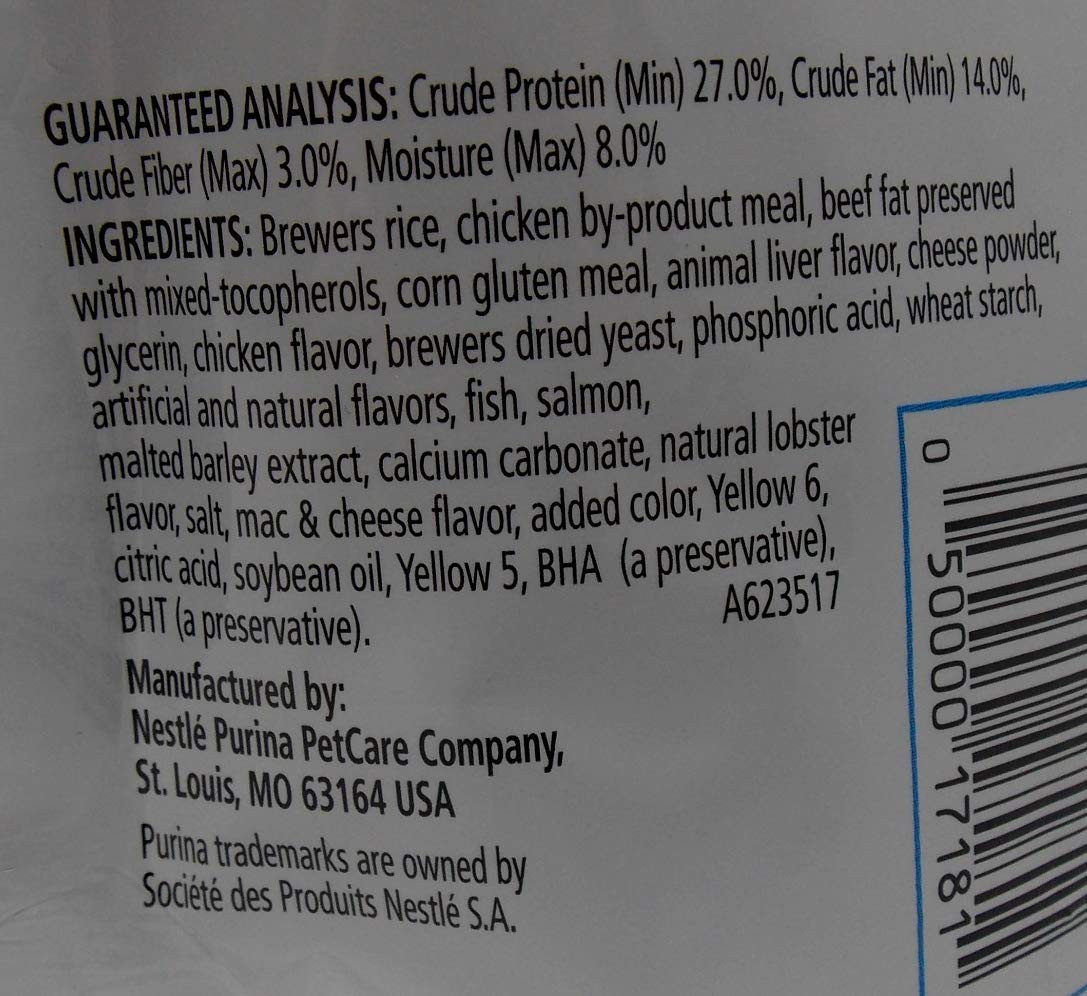 GUARANTEED ANALYSIS: Crude Protein (Min) 27.0%, Crude Fat (Min) 14.0%,
Crude Fiber (Max) 3.0%, Moisture (Max) 8.0%
INGREDIENTS: Brewers rice, chicken by-product meal, beef fat preserved
with mixed-tocopherols, corn gluten meal, animal liver flavor, cheese powder,
glycerin, chicken flavor, brewers dried yeast, phosphoric acid, wheat starch,
artificial and natural flavors, fish, salmon,
malted barley extract, calcium carbonate, natural lobster
flavor, salt, mac & cheese flavor, added color, Yellow 6,
citric acid, soybean oil, Yellow 5, BHA (a preservative),
BHT (a preservative). A623517
Manufactured by:
Nestlé Purina PetCare Company,
St. Louis, MO 63164 USA
Purina trademarks are owned by
Société des Produits Nestlé S.A.
0 50000 17181